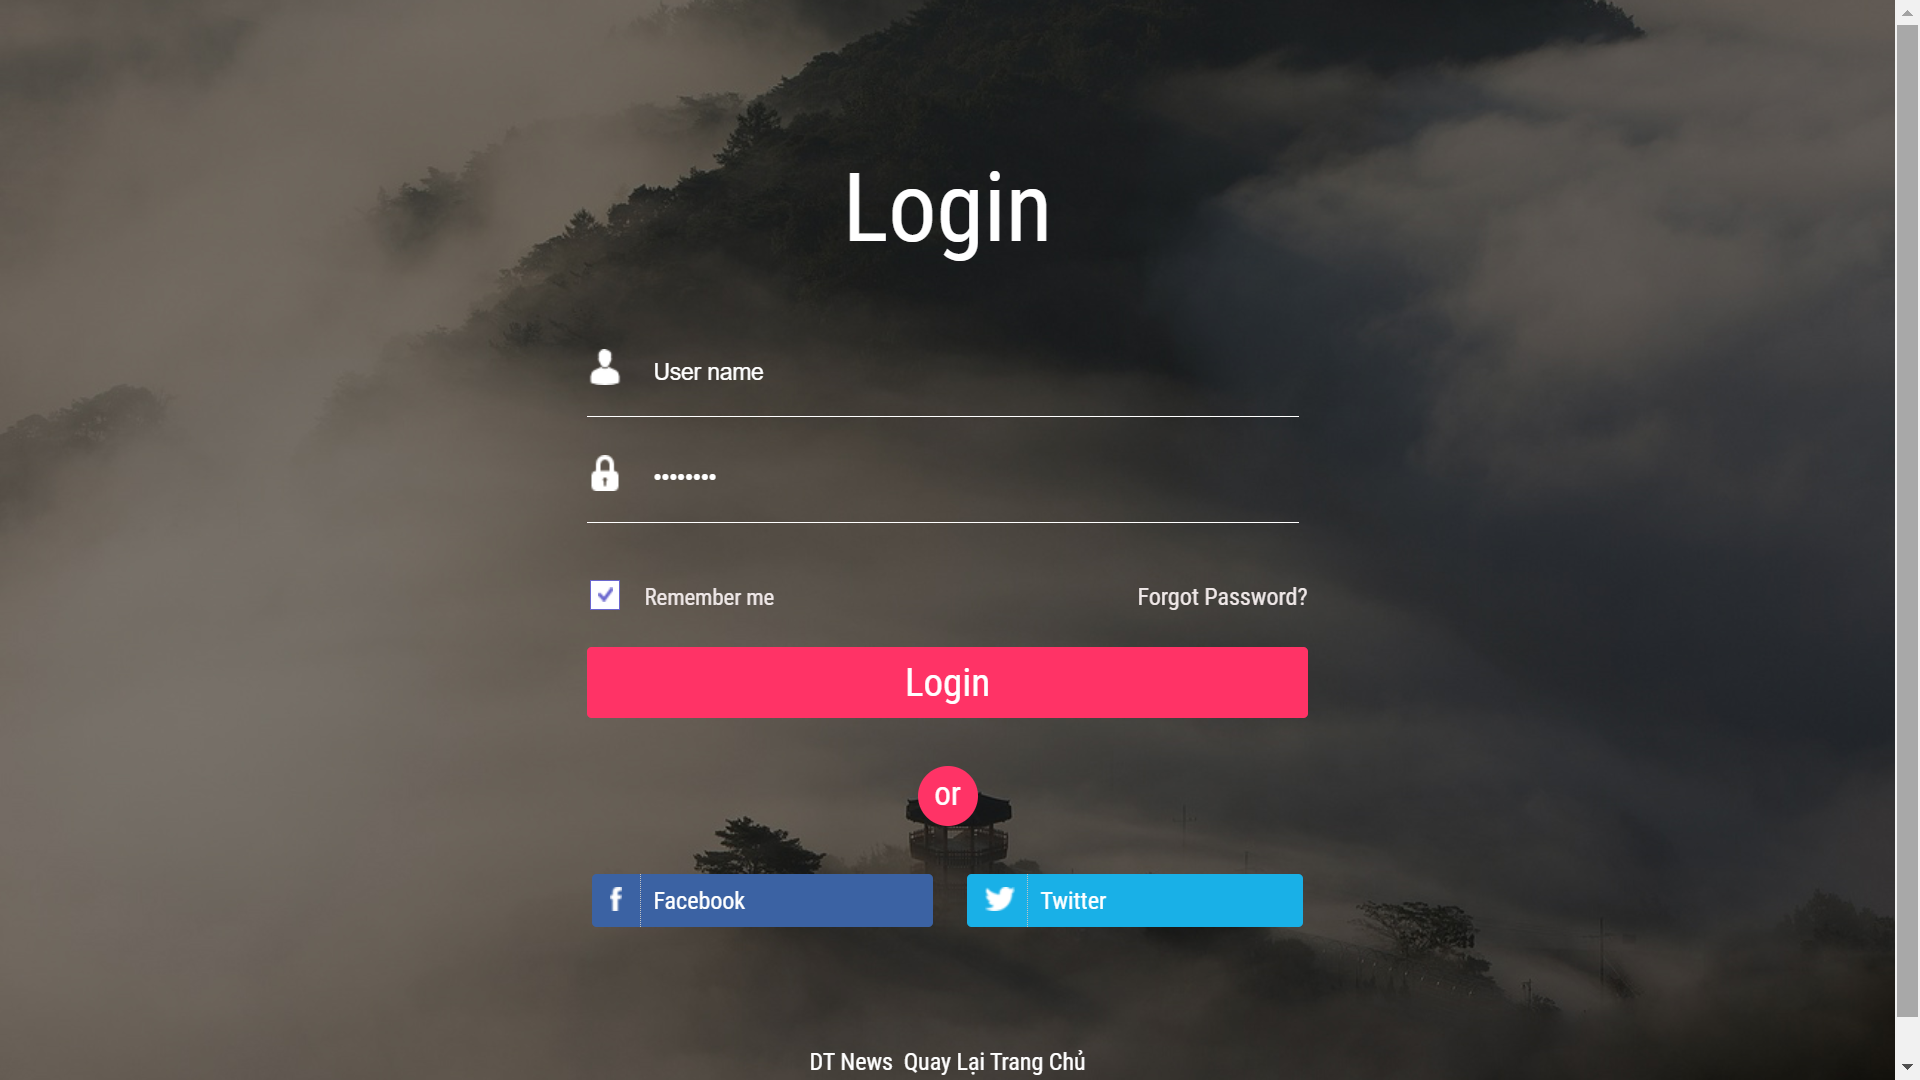 Login
User name
••••••••
Remember me
Forgot Password?
Login
or
Facebook
Twitter
DT News Quay Lại Trang Chủ